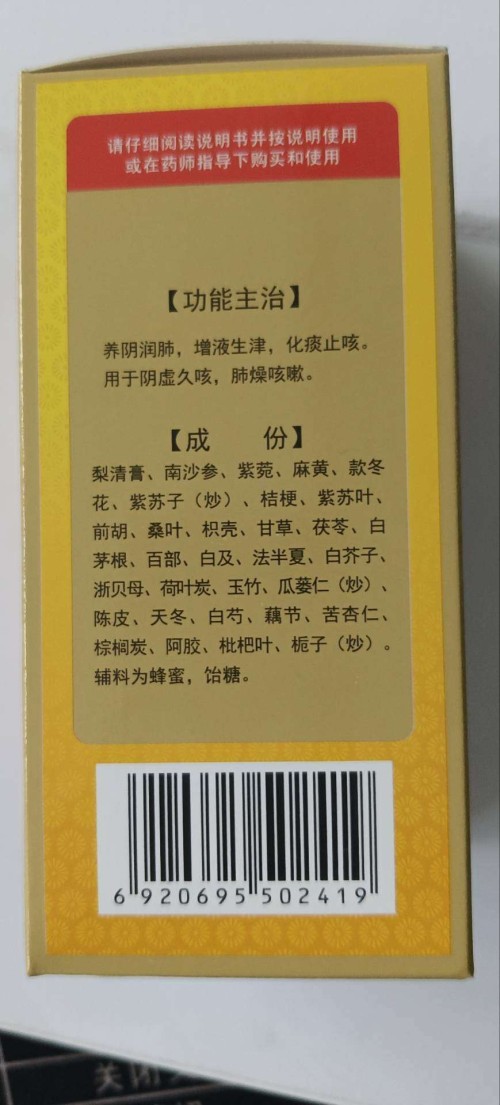 请仔细阅读说明书并按说明使用
或在药师指导下购买和使用
【功能主治】
养阴润肺，增液生津，化痰止咳。
用于阴虚久咳，肺燥咳嗽。
【成　　份】
梨清膏、南沙参、紫菀、麻黄、款冬
花、紫苏子（炒）、桔梗、紫苏叶、
前胡、桑叶、枳壳、甘草、茯苓、白
茅根、百部、白及、法半夏、白芥子、
浙贝母、荷叶炭、玉竹、瓜蒌仁（炒）、
陈皮、天冬、白芍、藕节、苦杏仁、
棕榈炭、阿胶、枇杷叶、栀子（炒）。
辅料为蜂蜜，饴糖。
6 920695 502419
关闭